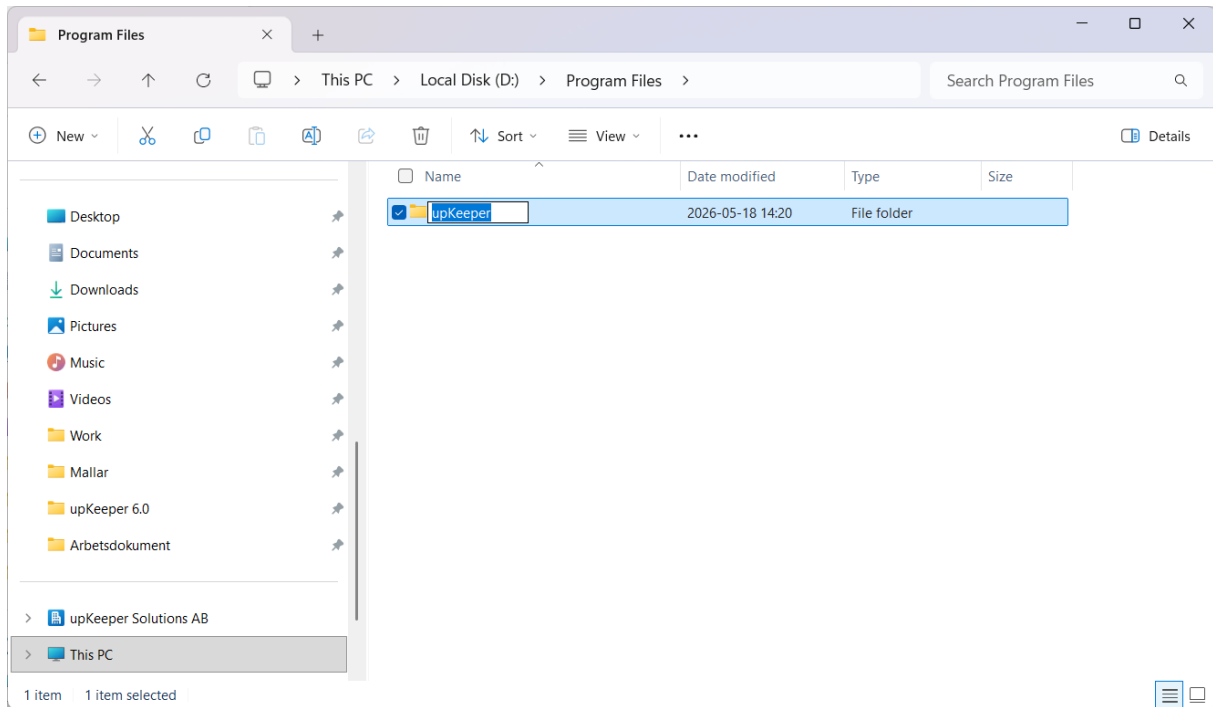 Program Files
This PC > Local Disk (D:) > Program Files >
Search Program Files
New
Sort
View
Details
Name
Date modified
Type
Size
upKeeper
2026-05-18 14:20
File folder
Desktop
Documents
Downloads
Pictures
Music
Videos
Work
Mallar
upKeeper 6.0
Arbetsdokument
upKeeper Solutions AB
This PC
1 item
1 item selected